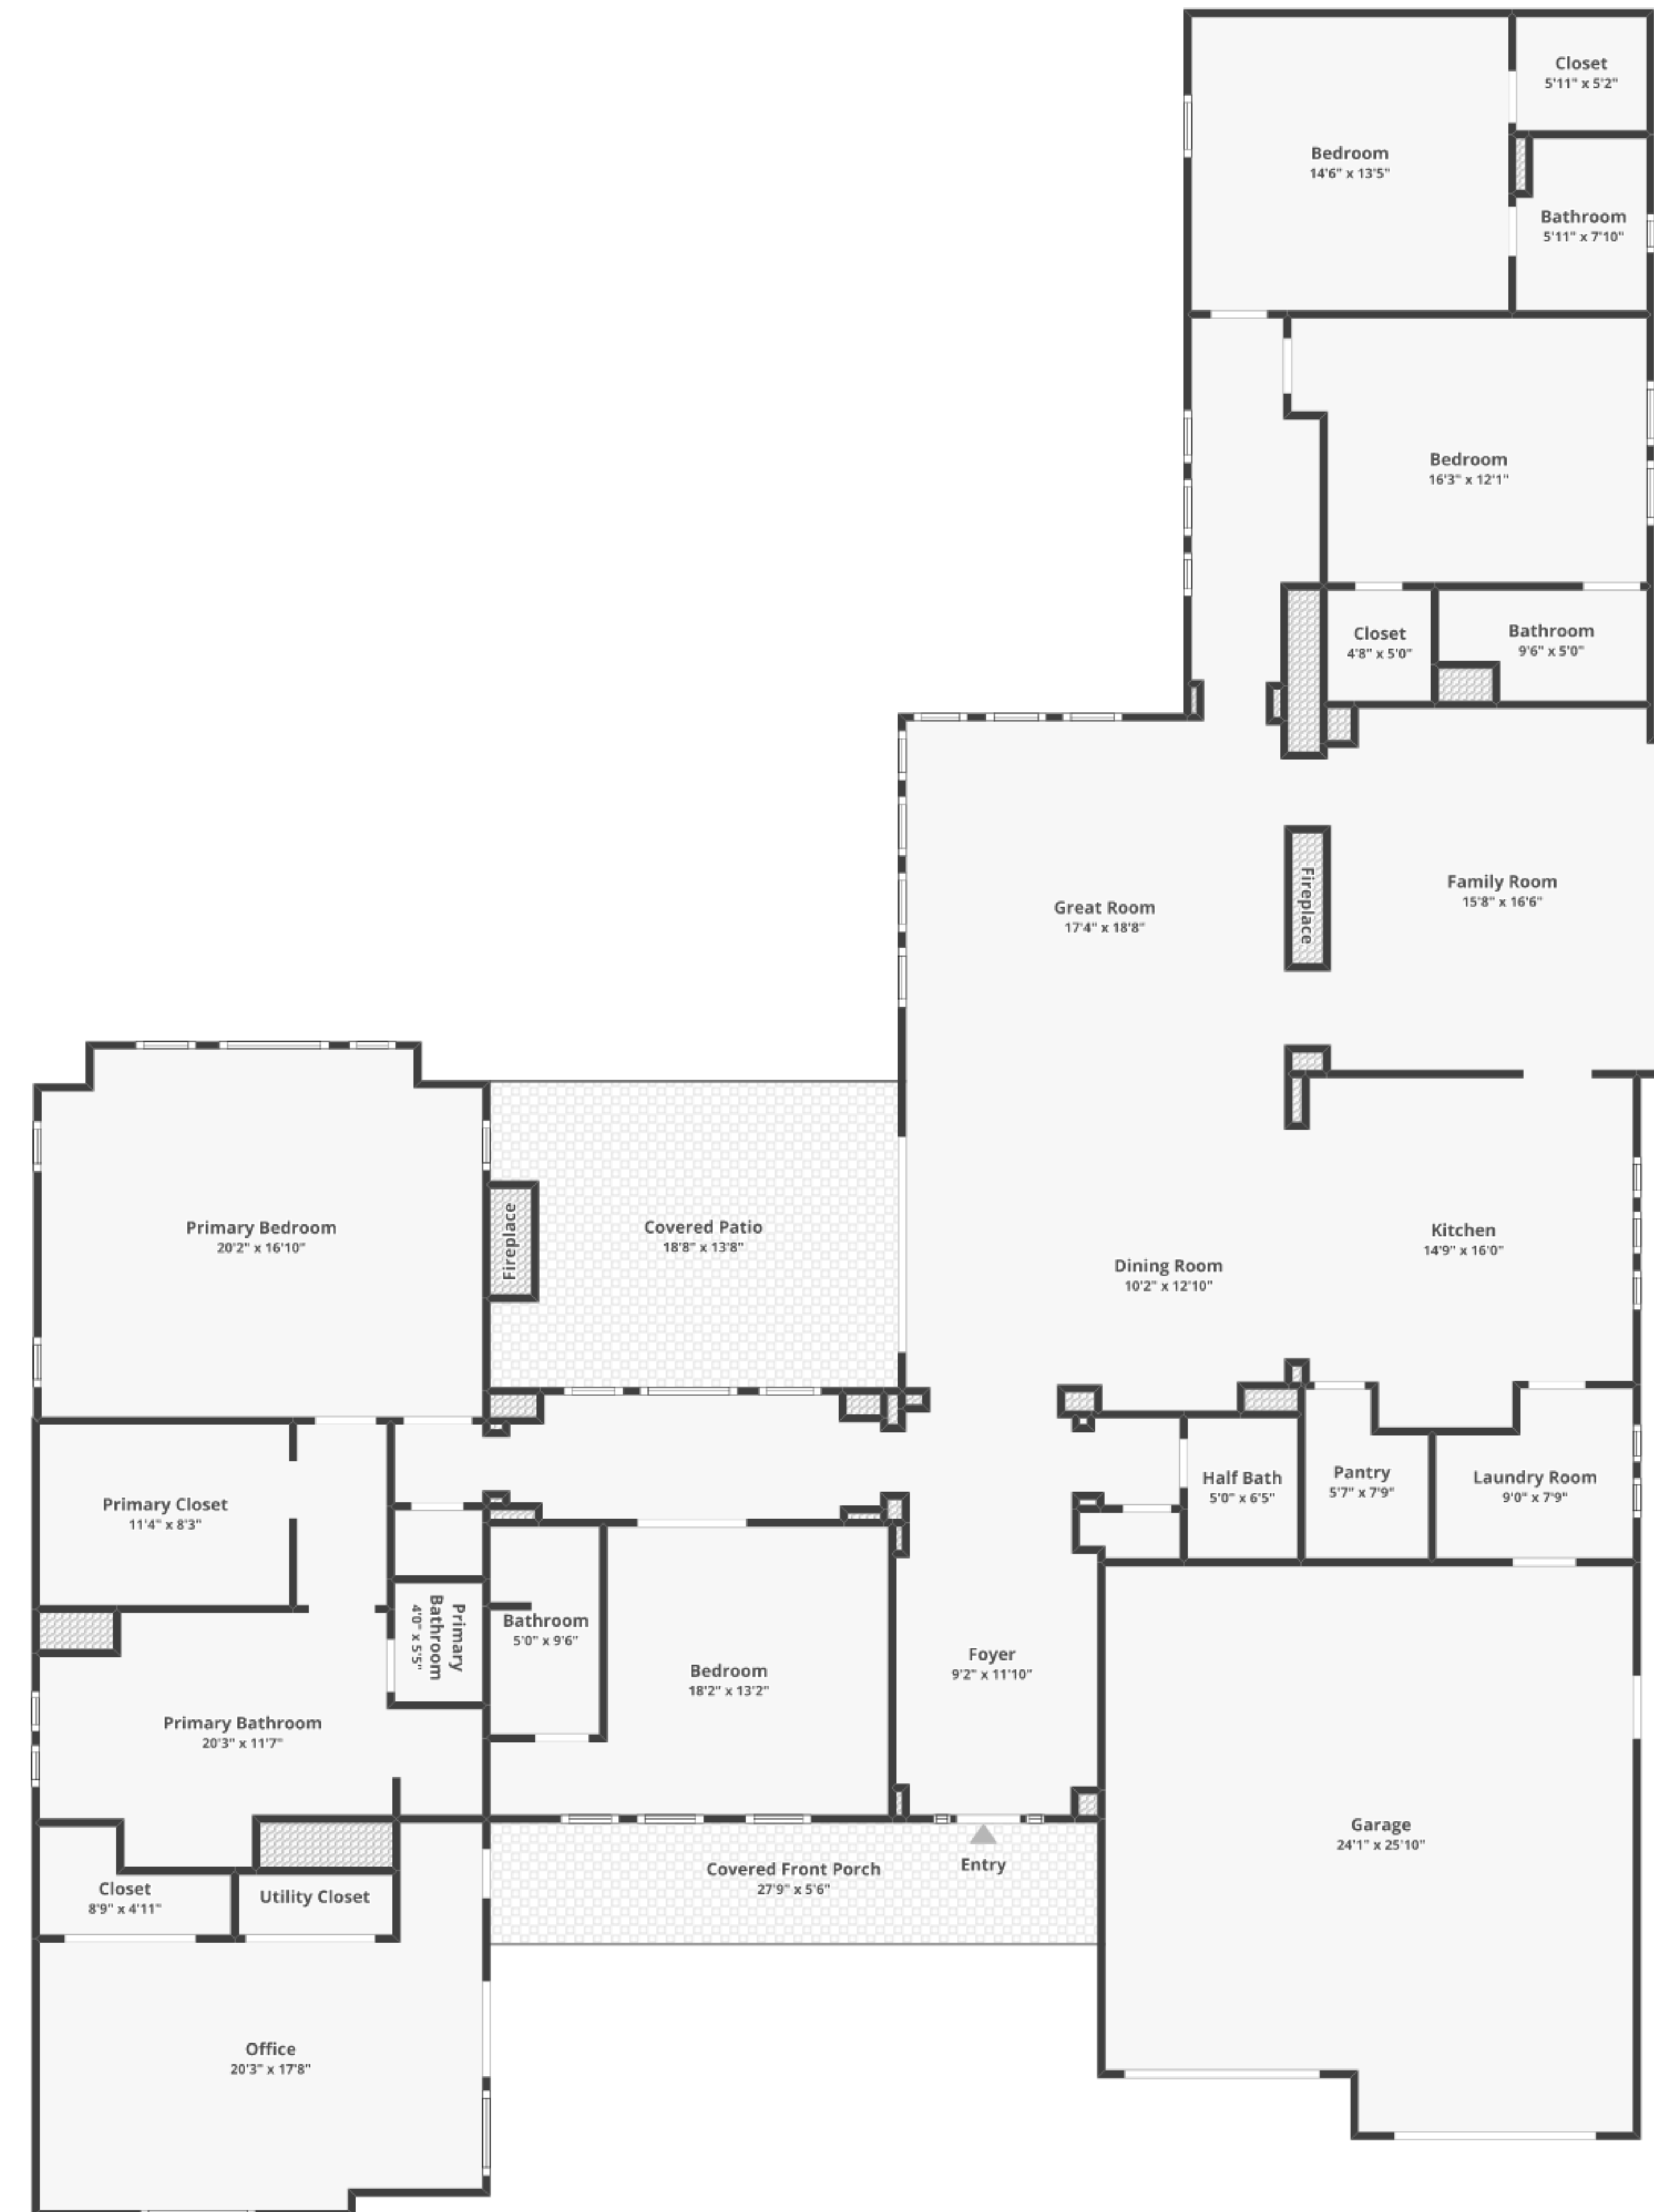 Closet
5'11" x 5'2"
Bedroom
14'6" x 13'5"
Bathroom
5'11" x 7'10"
Bedroom
16'3" x 12'1"
Closet
4'8" x 5'0"
Bathroom
9'6" x 5'0"
Family Room
15'8" x 16'6"
Fireplace
Great Room
17'4" x 18'8"
Primary Bedroom
20'2" x 16'10"
Fireplace
Covered Patio
18'8" x 13'8"
Kitchen
14'9" x 16'0"
Dining Room
10'2" x 12'10"
Primary Closet
11'4" x 8'3"
Half Bath
5'0" x 6'5"
Pantry
5'7" x 7'9"
Laundry Room
9'0" x 7'9"
Primary
Bathroom
4'0" x 5'5"
Bathroom
5'0" x 9'6"
Bedroom
18'2" x 13'2"
Foyer
9'2" x 11'10"
Primary Bathroom
20'3" x 11'7"
Garage
24'1" x 25'10"
Entry
Covered Front Porch
27'9" x 5'6"
Closet
8'9" x 4'11"
Utility Closet
Office
20'3" x 17'8"